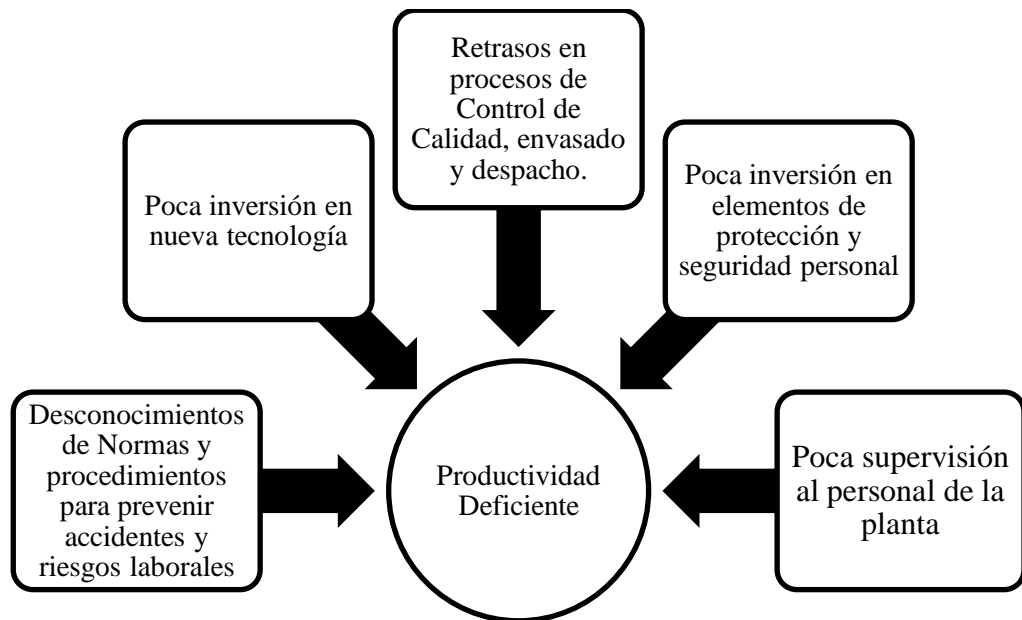 Retrasos en
procesos de
Control de
Calidad, envasado
y despacho.
Poca inversión en
nueva tecnología
Poca inversión en
elementos de
protección y
seguridad personal
Desconocimientos
de Normas y
procedimientos
para prevenir
accidentes y
riesgos laborales
Productividad
Deficiente
Poca supervisión
al personal de la
planta